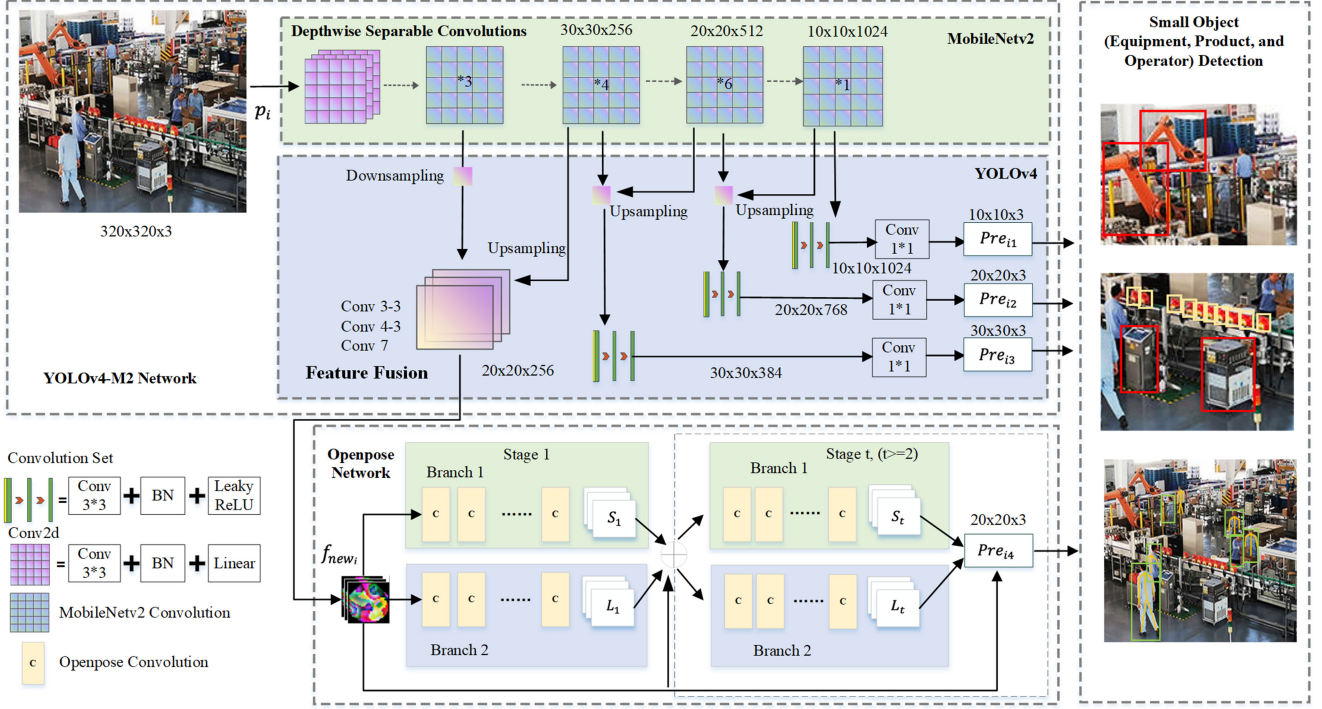 Depthwise Separable Convolutions
30x30x256
20x20x512
10x10x1024
MobileNetv2
*3
*4
*6
*1
p_i
320x320x3
YOLOv4-M2 Network
YOLOv4
Downsampling
Upsampling
Upsampling
Upsampling
Conv 3-3
Conv 4-3
Conv 7
Feature Fusion
20x20x256
10x10x1024
Conv
1*1
10x10x3
Pre_i1
20x20x768
Conv
1*1
20x20x3
Pre_i2
30x30x384
Conv
1*1
30x30x3
Pre_i3
Small Object
(Equipment, Product, and
Operator) Detection
Openpose
Network
Stage 1
Branch 1
C
C
······
C
S_1
C
C
······
C
L_1
Branch 2
Stage t, (t>=2)
Branch 1
C
C
······
C
S_t
C
C
······
C
L_t
Branch 2
f_new_i
20x20x3
Pre_i4
Convolution Set
=
Conv
3*3
+
BN
+
Leaky
ReLU
Conv2d
=
Conv
3*3
+
BN
+
Linear
MobileNetv2 Convolution
C
Openpose Convolution